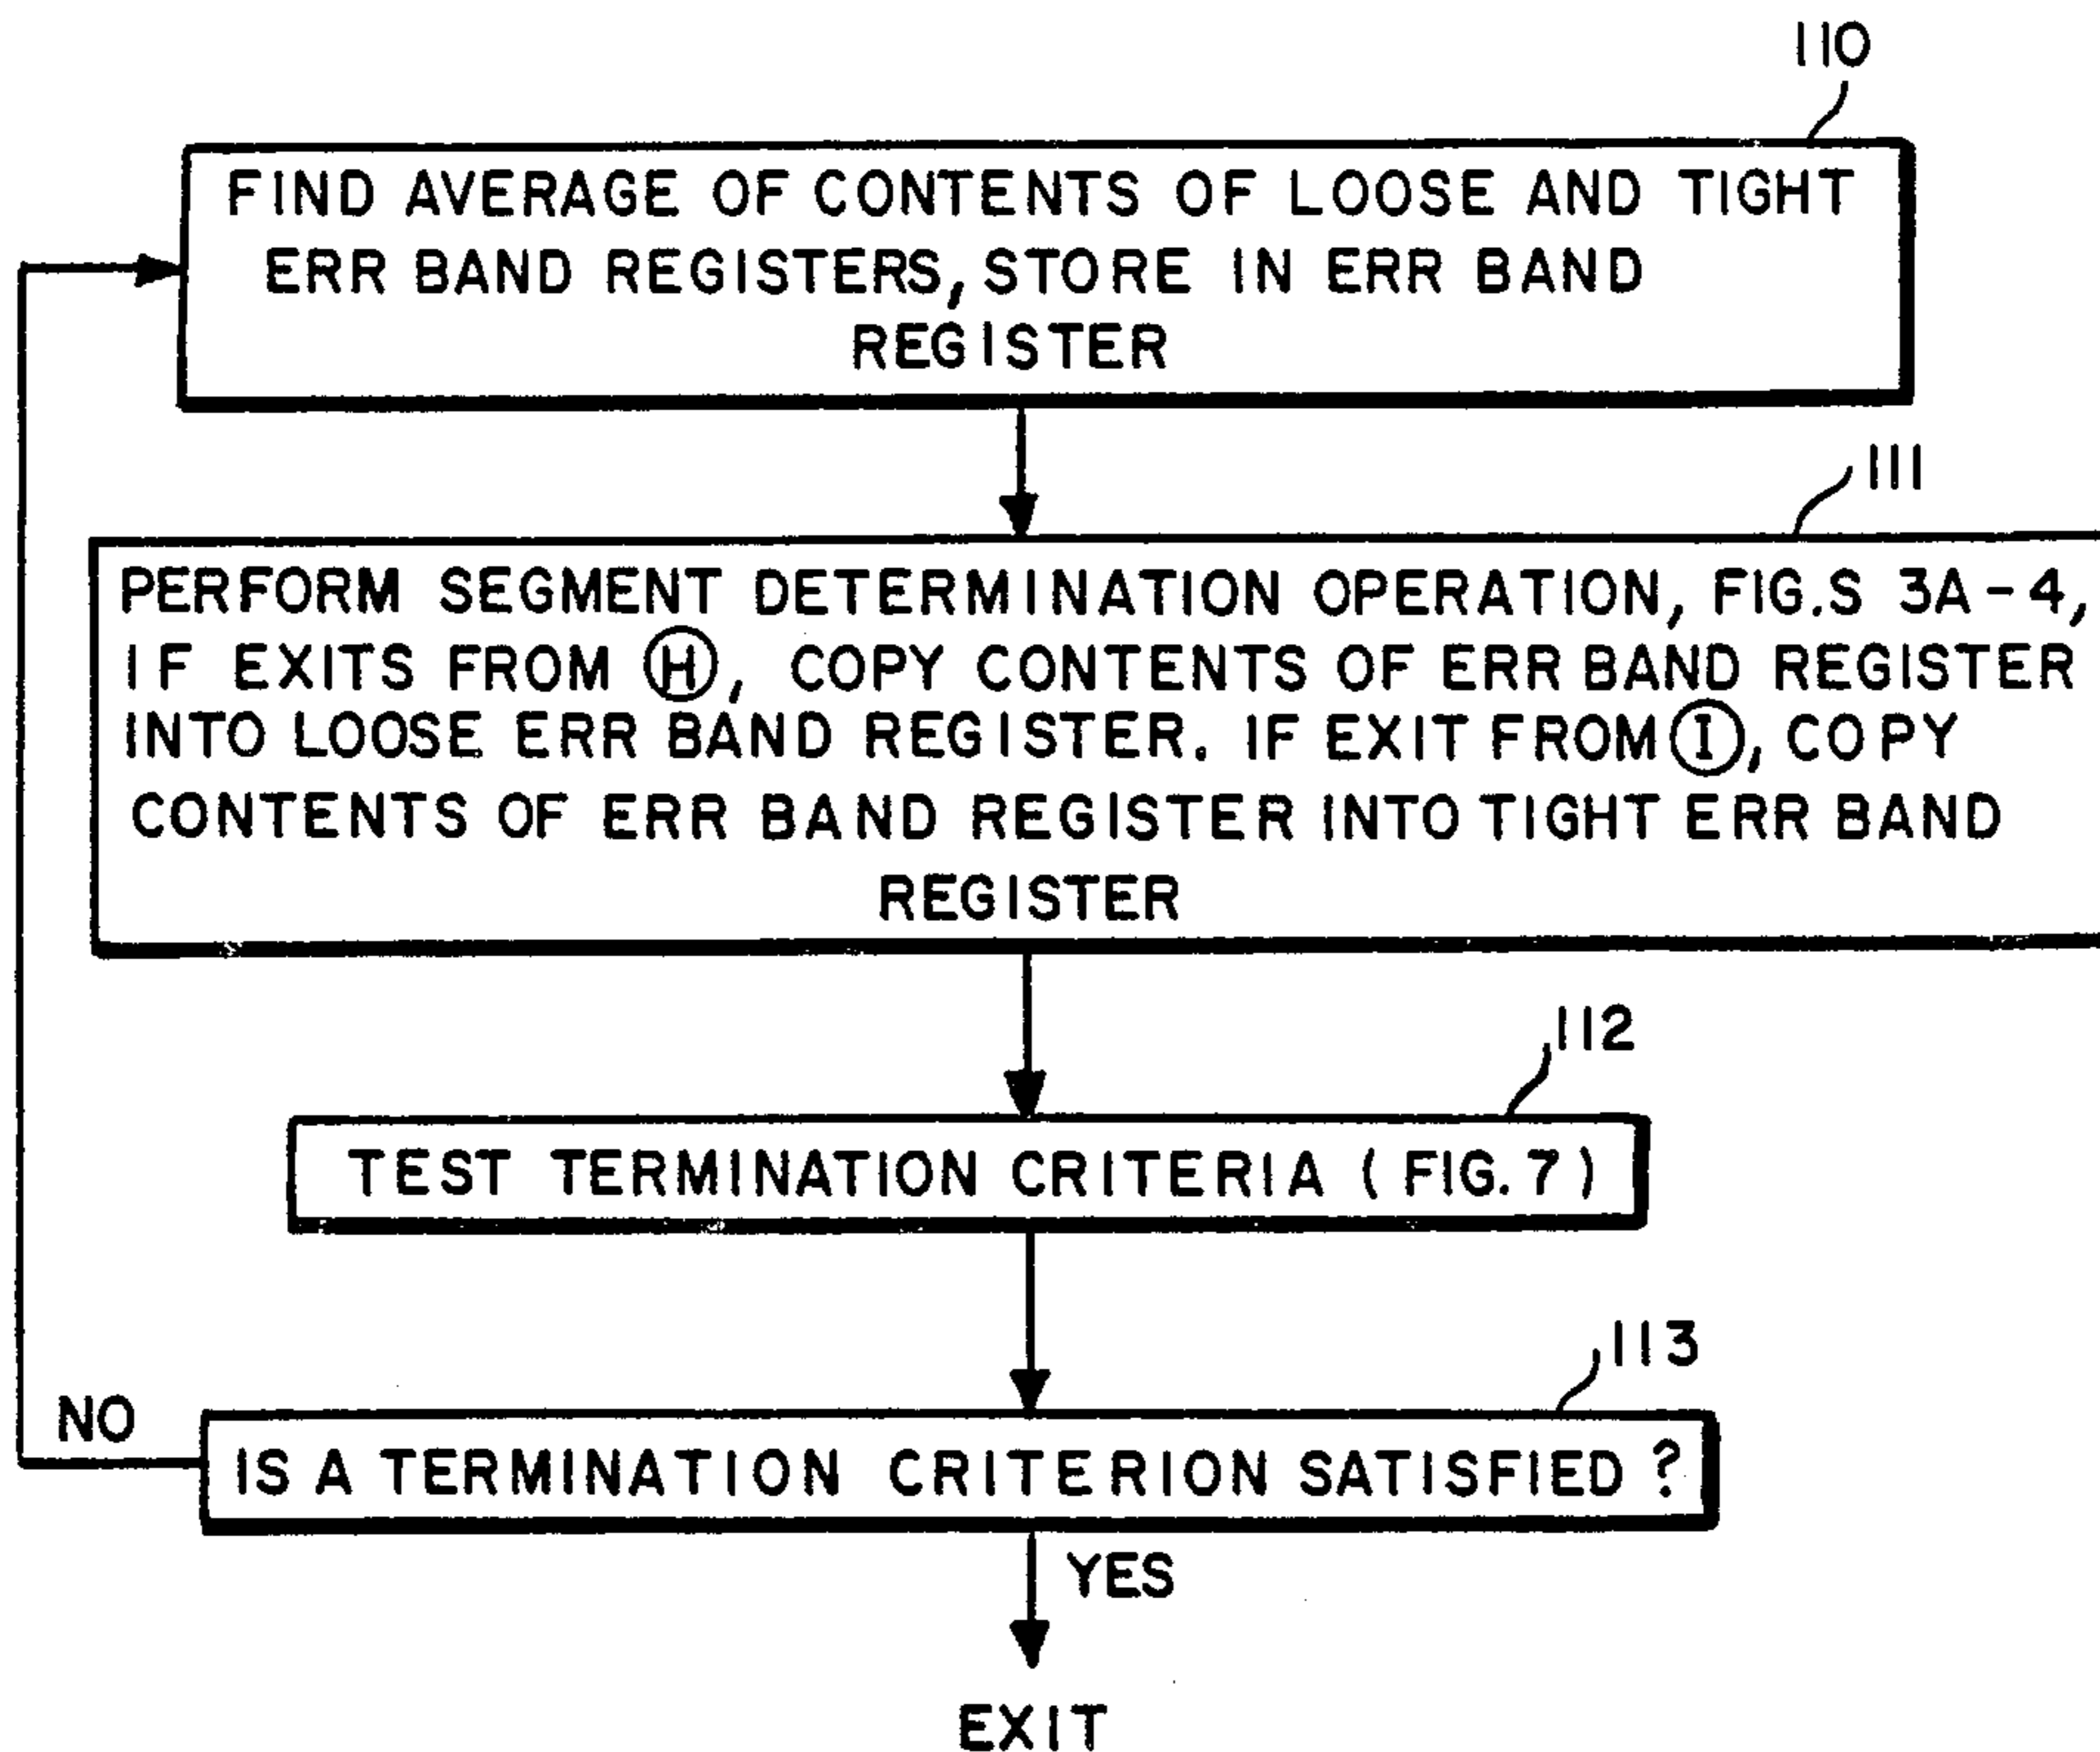 110
FIND AVERAGE OF CONTENTS OF LOOSE AND TIGHT
ERR BAND REGISTERS, STORE IN ERR BAND
REGISTER
111
PERFORM SEGMENT DETERMINATION OPERATION, FIG.S 3A-4,
IF EXITS FROM Ⓗ, COPY CONTENTS OF ERR BAND REGISTER
INTO LOOSE ERR BAND REGISTER. IF EXIT FROM Ⓘ, COPY
CONTENTS OF ERR BAND REGISTER INTO TIGHT ERR BAND
REGISTER
112
TEST TERMINATION CRITERIA (FIG. 7)
113
NO
IS A TERMINATION CRITERION SATISFIED ?
YES
EXIT